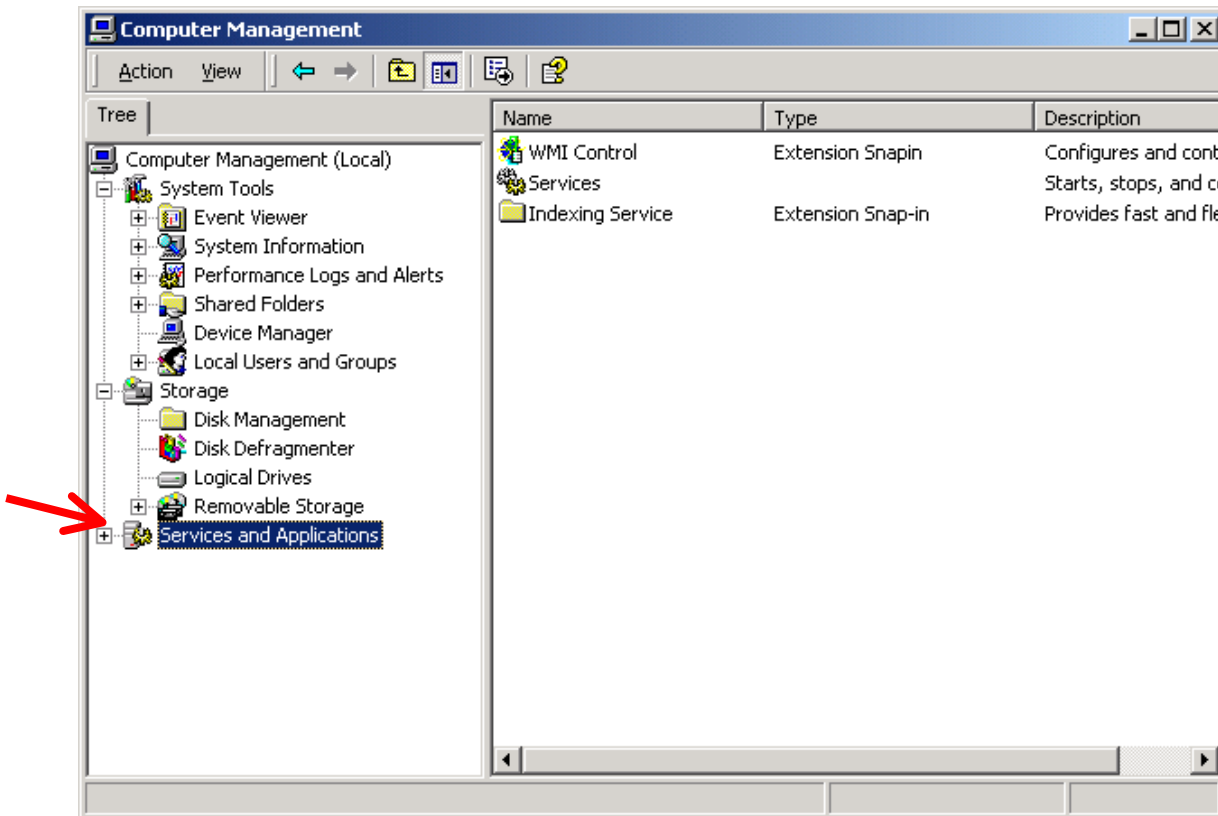 Computer Management
Action View
Tree
Name Type Description
Computer Management (Local)
System Tools
Event Viewer
System Information
Performance Logs and Alerts
Shared Folders
Device Manager
Local Users and Groups
Storage
Disk Management
Disk Defragmenter
Logical Drives
Removable Storage
Services and Applications
WMI Control Extension Snapin Configures and cont
Services Starts, stops, and c
Indexing Service Extension Snap-in Provides fast and fle